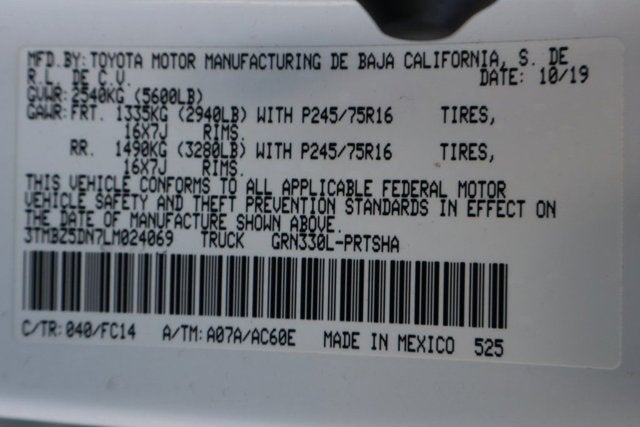 MFD.BY:TOYOTA MOTOR MANUFACTURING DE BAJA CALIFORNIA, S. DE
R.L. DE C.V. DATE: 10/19
GVWR:2540KG (5600LB)
GAWR:FRT. 1335KG (2940LB) WITH P245/75R16 TIRES,
16X7J RIMS.
RR. 1490KG (3280LB) WITH P245/75R16 TIRES,
16X7J RIMS.
THIS VEHICLE CONFORMS TO ALL APPLICABLE FEDERAL MOTOR
VEHICLE SAFETY AND THEFT PREVENTION STANDARDS IN EFFECT ON
THE DATE OF MANUFACTURE SHOWN ABOVE.
3TMBZ5DN7LM024069 TRUCK GRN330L-PRTSHA
C/TR:040/FC14 A/TM:A07A/AC60E MADE IN MEXICO 525